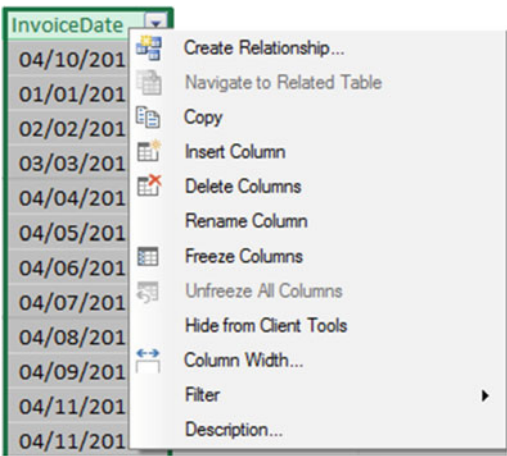 InvoiceDate
04/10/201
01/01/201
02/02/201
03/03/201
04/04/201
04/05/201
04/06/201
04/07/201
04/08/201
04/09/201
04/11/201
04/11/201
Create Relationship...
Navigate to Related Table
Copy
Insert Column
Delete Columns
Rename Column
Freeze Columns
Unfreeze All Columns
Hide from Client Tools
Column Width...
Filter
Description...